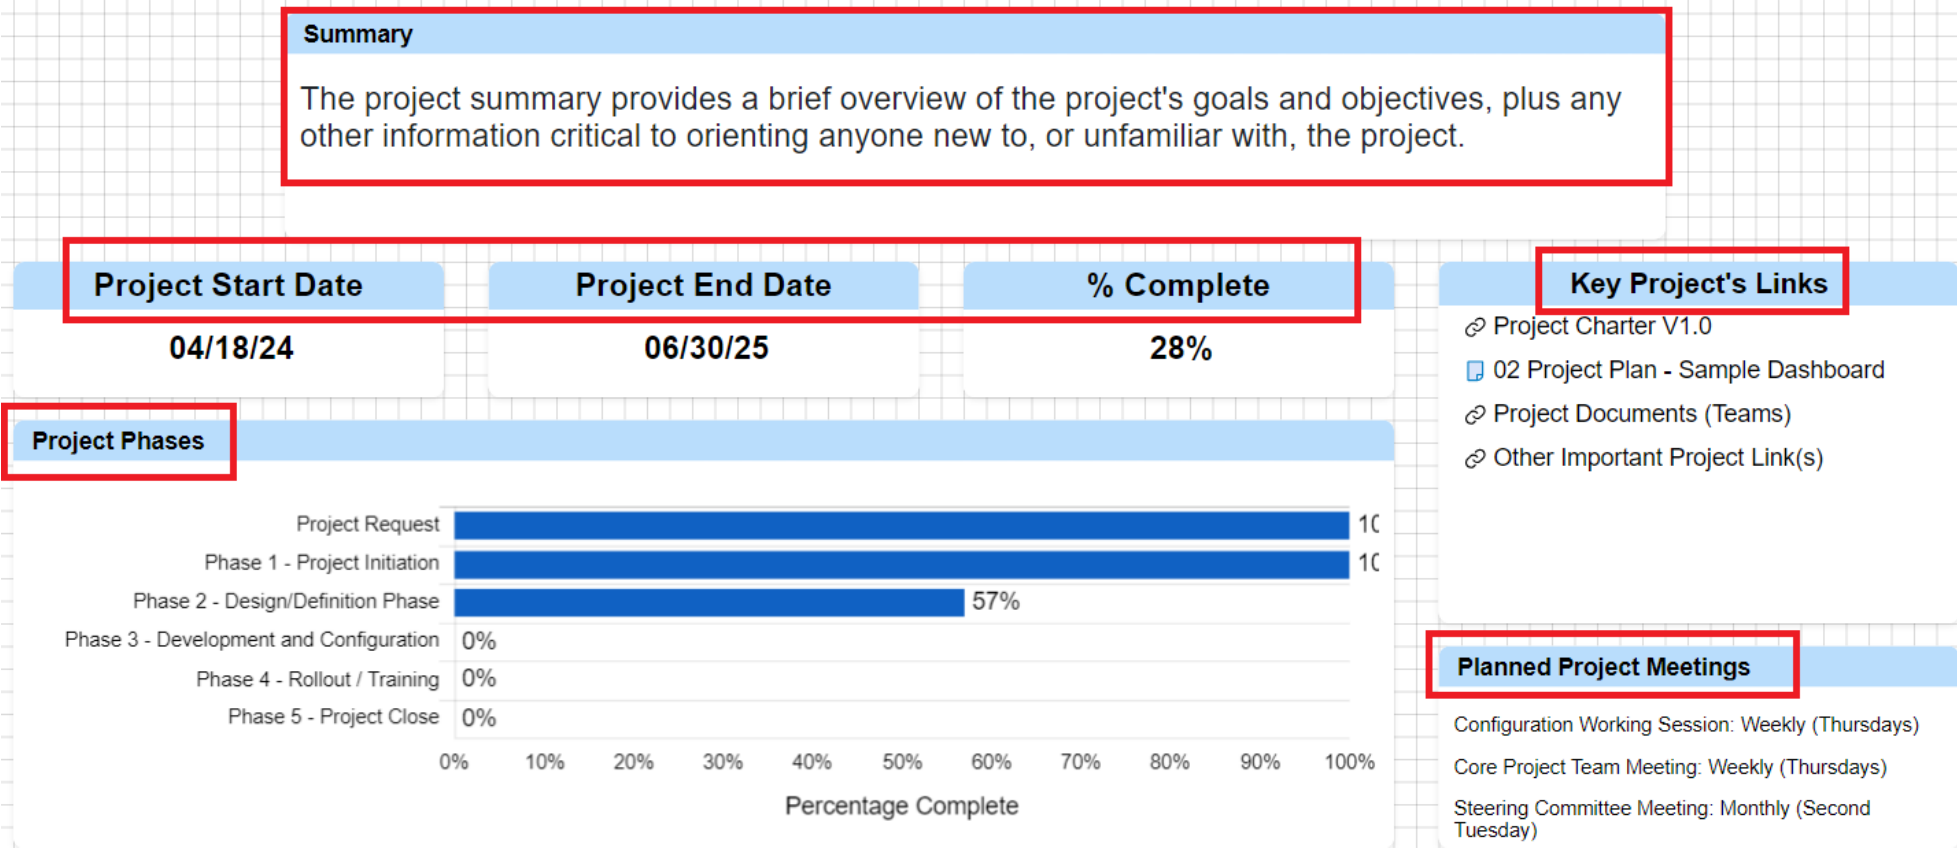 Summary
The project summary provides a brief overview of the project's goals and objectives, plus any
other information critical to orienting anyone new to, or unfamiliar with, the project.
Project Start Date
04/18/24
Project End Date
06/30/25
% Complete
28%
Key Project's Links
Project Charter V1.0
02 Project Plan - Sample Dashboard
Project Documents (Teams)
Other Important Project Link(s)
Project Phases
Project Request
Phase 1 - Project Initiation
Phase 2 - Design/Definition Phase 57%
Phase 3 - Development and Configuration 0%
Phase 4 - Rollout / Training 0%
Phase 5 - Project Close 0%
0% 10% 20% 30% 40% 50% 60% 70% 80% 90% 100%
Percentage Complete
Planned Project Meetings
Configuration Working Session: Weekly (Thursdays)
Core Project Team Meeting: Weekly (Thursdays)
Steering Committee Meeting: Monthly (Second
Tuesday)